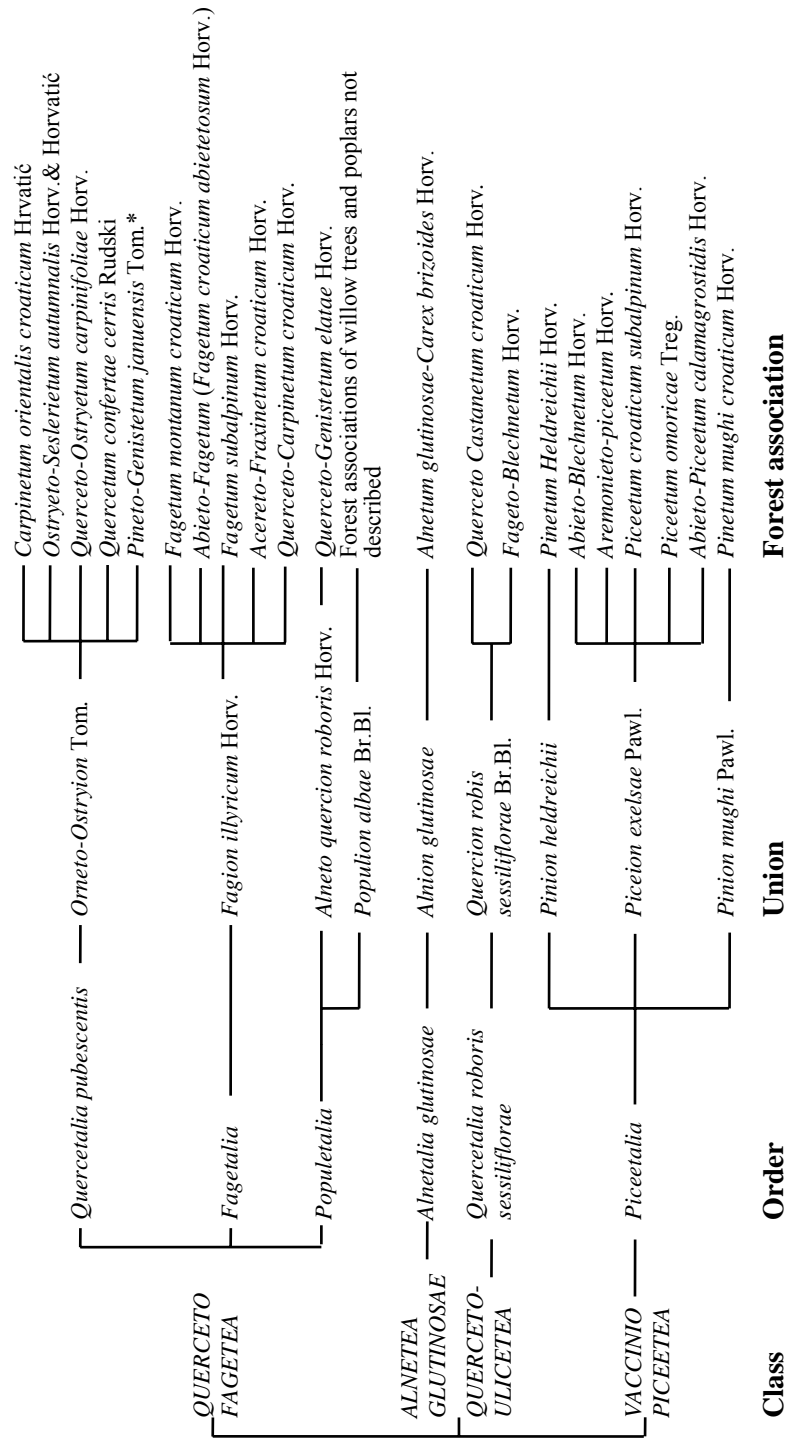 QUERCETO
FAGETEA
ALNETEA
GLUTINOSAE
QUERCETO-
ULICETEA
VACCINIO
PICEETEA
Class
Quercetalia pubescentis
Fagetalia
Populetalia
Alnetalia glutinosae
Quercetalia roboris
sessiliflorae
Piceetalia
Order
Orneto-Ostryion Tom.
Fagion illyricum Horv.
Alneto quercion roboris Horv.
Populion albae Br.Bl.
Alnion glutinosae
Quercion robis
sessiliflorae Br.Bl.
Pinion heldreichii
Piceion exelsae Pawl.
Pinion mughi Pawl.
Union
Carpinetum orientalis croaticum Hrvatić
Ostryeto-Seslerietum autumnalis Horv.& Horvatić
Querceto-Ostryetum carpinifoliae Horv.
Quercetum confertae cerris Rudski
Pineto-Genistetum januensis Tom.*
Fagetum montanum croaticum Horv.
Abieto-Fagetum (Fagetum croaticum abietetosum Horv.)
Fagetum subalpinum Horv.
Acereto-Fraxinetum croaticum Horv.
Querceto-Carpinetum croaticum Horv.
Querceto-Genistetum elatae Horv.
Forest associations of willow trees and poplars not
described
Alnetum glutinosae-Carex brizoides Horv.
Querceto Castanetum croaticum Horv.
Fageto-Blechnetum Horv.
Pinetum Heldreichii Horv.
Abieto-Blechnetum Horv.
Aremonieto-piceetum Horv.
Piceetum croaticum subalpinum Horv.
Piceetum omoricae Treg.
Abieto-Piceetum calamagrostidis Horv.
Pinetum mughi croaticum Horv.
Forest association